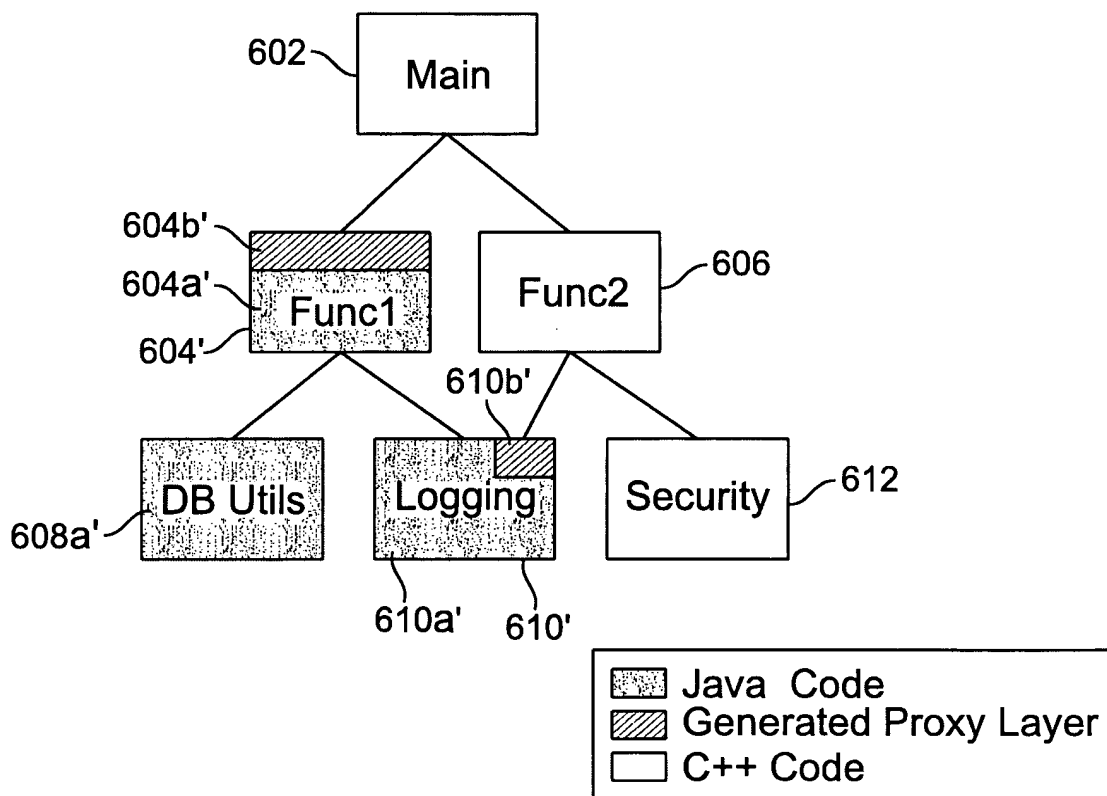 602
Main
604b'
604a'
Func1
604'
Func2
606
610b'
DB Utils
608a'
Logging
610a'
610'
Security
612
Java Code
Generated Proxy Layer
C++ Code